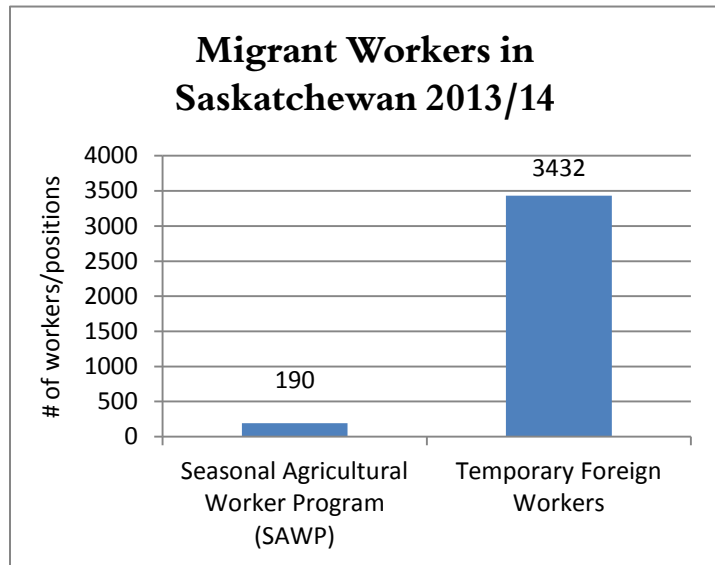 Migrant Workers in
Saskatchewan 2013/14
# of workers/positions
4000
3500
3000
2500
2000
1500
1000
500
0
190
3432
Seasonal Agricultural
Worker Program
(SAWP)
Temporary Foreign
Workers